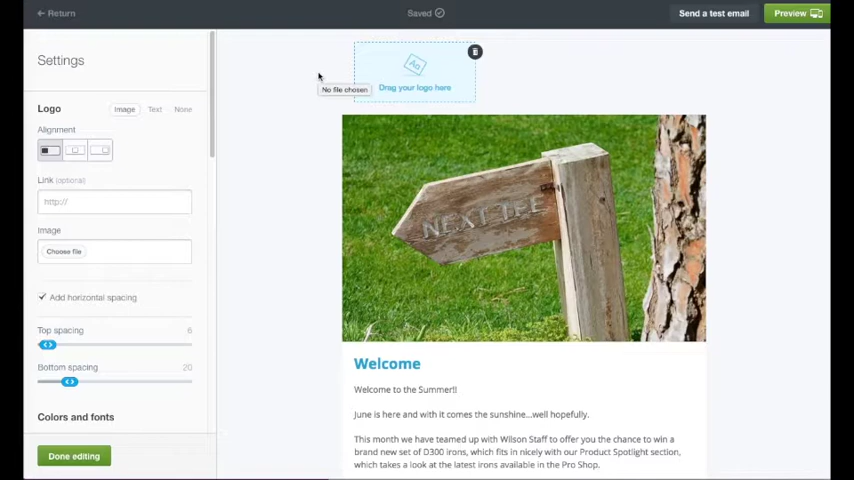 Return
Saved
Send a test email
Preview
Settings
Logo
Image
Text
None
Alignment
Link (optional)
http://
Image
Choose file
Add horizontal spacing
Top spacing
6
Bottom spacing
20
Colors and fonts
Done editing
Drag your logo here
No file chosen
NEXT TEE
Welcome
Welcome to the Summer!!
June is here and with it comes the sunshine...well hopefully.
This month we have teamed up with Wilson Staff to offer you the chance to win a
brand new set of D300 irons, which fits in nicely with our Product Spotlight section,
which takes a look at the latest irons available in the Pro Shop.